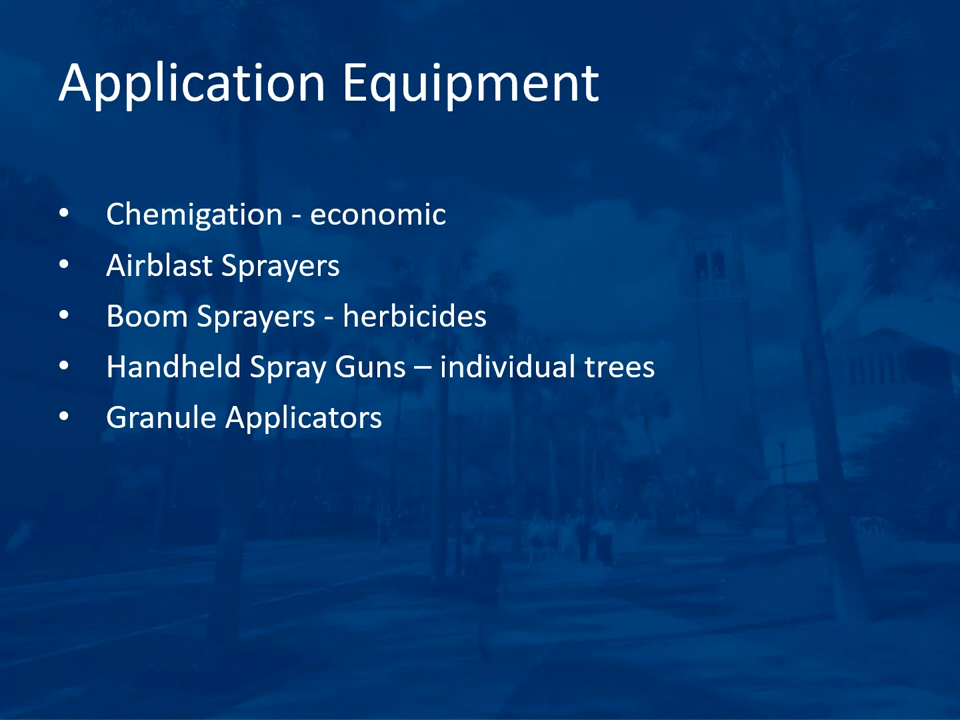 Application Equipment
• Chemigation - economic
• Airblast Sprayers
• Boom Sprayers - herbicides
• Handheld Spray Guns – individual trees
• Granule Applicators